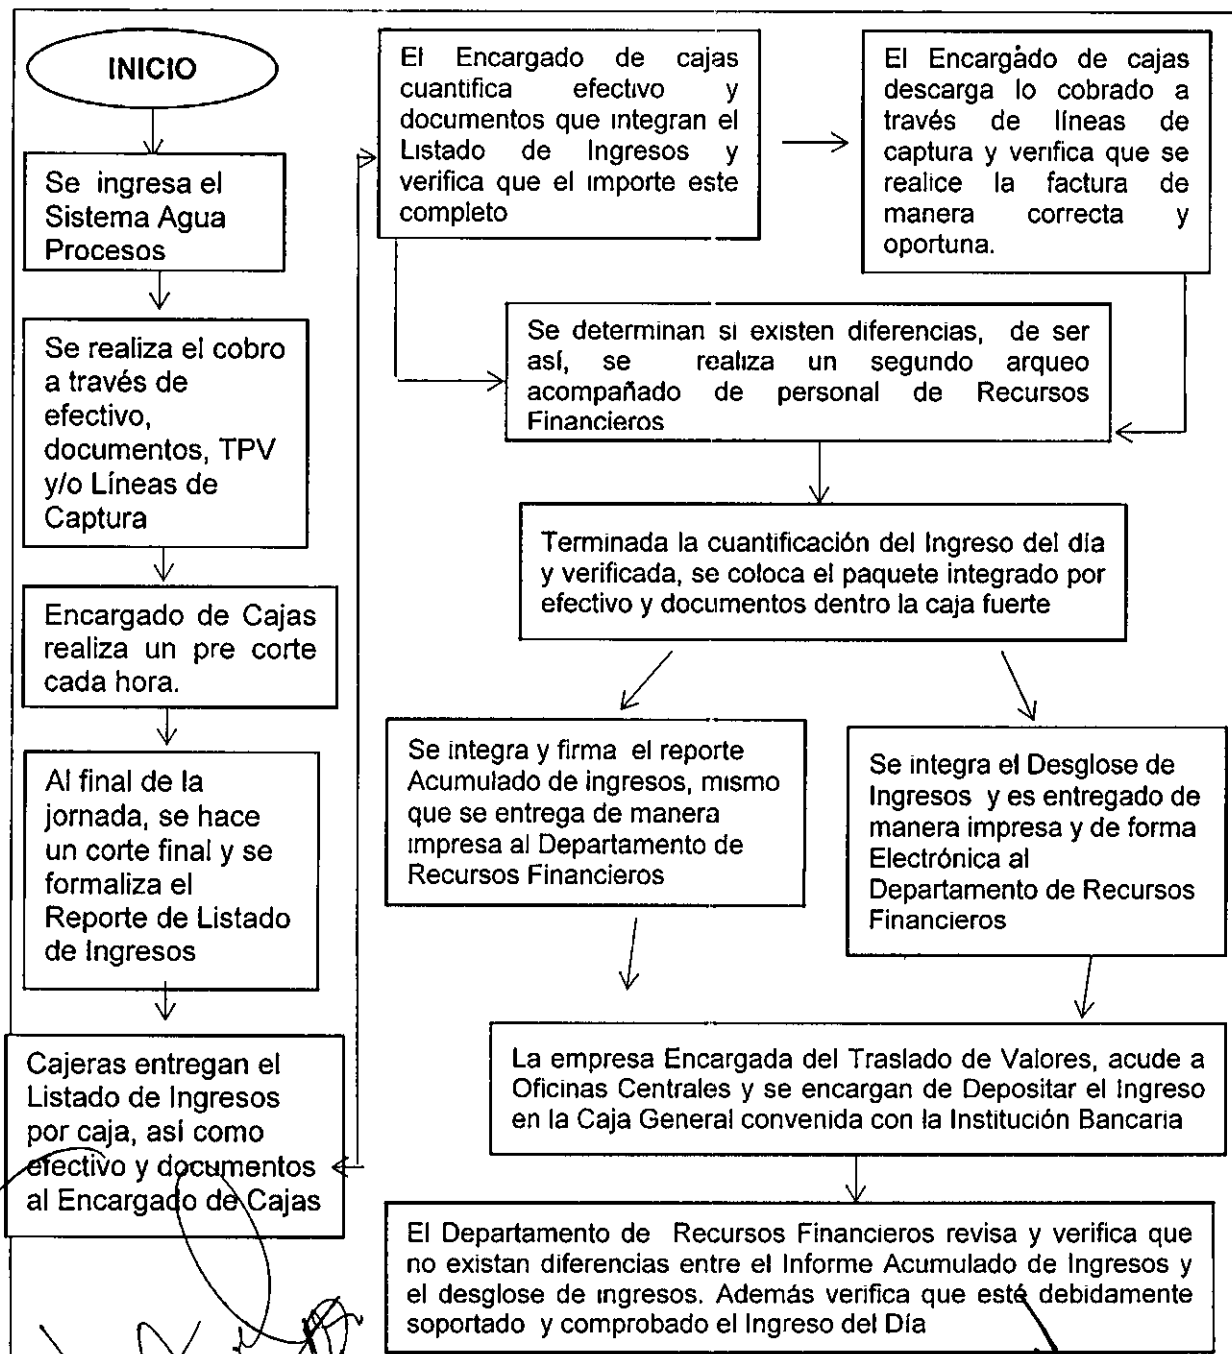 INICIO
Se ingresa el
Sistema Agua
Procesos
Se realiza el cobro
a través de
efectivo,
documentos, TPV
y/o Líneas de
Captura
Encargado de Cajas
realiza un pre corte
cada hora.
Al final de la
jornada, se hace
un corte final y se
formaliza el
Reporte de Listado
de Ingresos
Cajeras entregan el
Listado de Ingresos
por caja, así como
efectivo y documentos
al Encargado de Cajas
El Encargado de cajas
cuantifica efectivo y
documentos que integran el
Listado de Ingresos y
verifica que el importe este
completo
El Encargado de cajas
descarga lo cobrado a
través de líneas de
captura y verifica que se
realice la factura de
manera correcta y
oportuna.
Se determinan si existen diferencias, de ser
así, se realiza un segundo arqueo
acompañado de personal de Recursos
Financieros
Terminada la cuantificación del Ingreso del día
y verificada, se coloca el paquete integrado por
efectivo y documentos dentro la caja fuerte
Se integra y firma el reporte
Acumulado de ingresos, mismo
que se entrega de manera
impresa al Departamento de
Recursos Financieros
Se integra el Desglose de
Ingresos y es entregado de
manera impresa y de forma
Electrónica al
Departamento de Recursos
Financieros
La empresa Encargada del Traslado de Valores, acude a
Oficinas Centrales y se encargan de Depositar el Ingreso
en la Caja General convenida con la Institución Bancaria
El Departamento de Recursos Financieros revisa y verifica que
no existan diferencias entre el Informe Acumulado de Ingresos y
el desglose de ingresos. Además verifica que esté debidamente
soportado y comprobado el Ingreso del Día